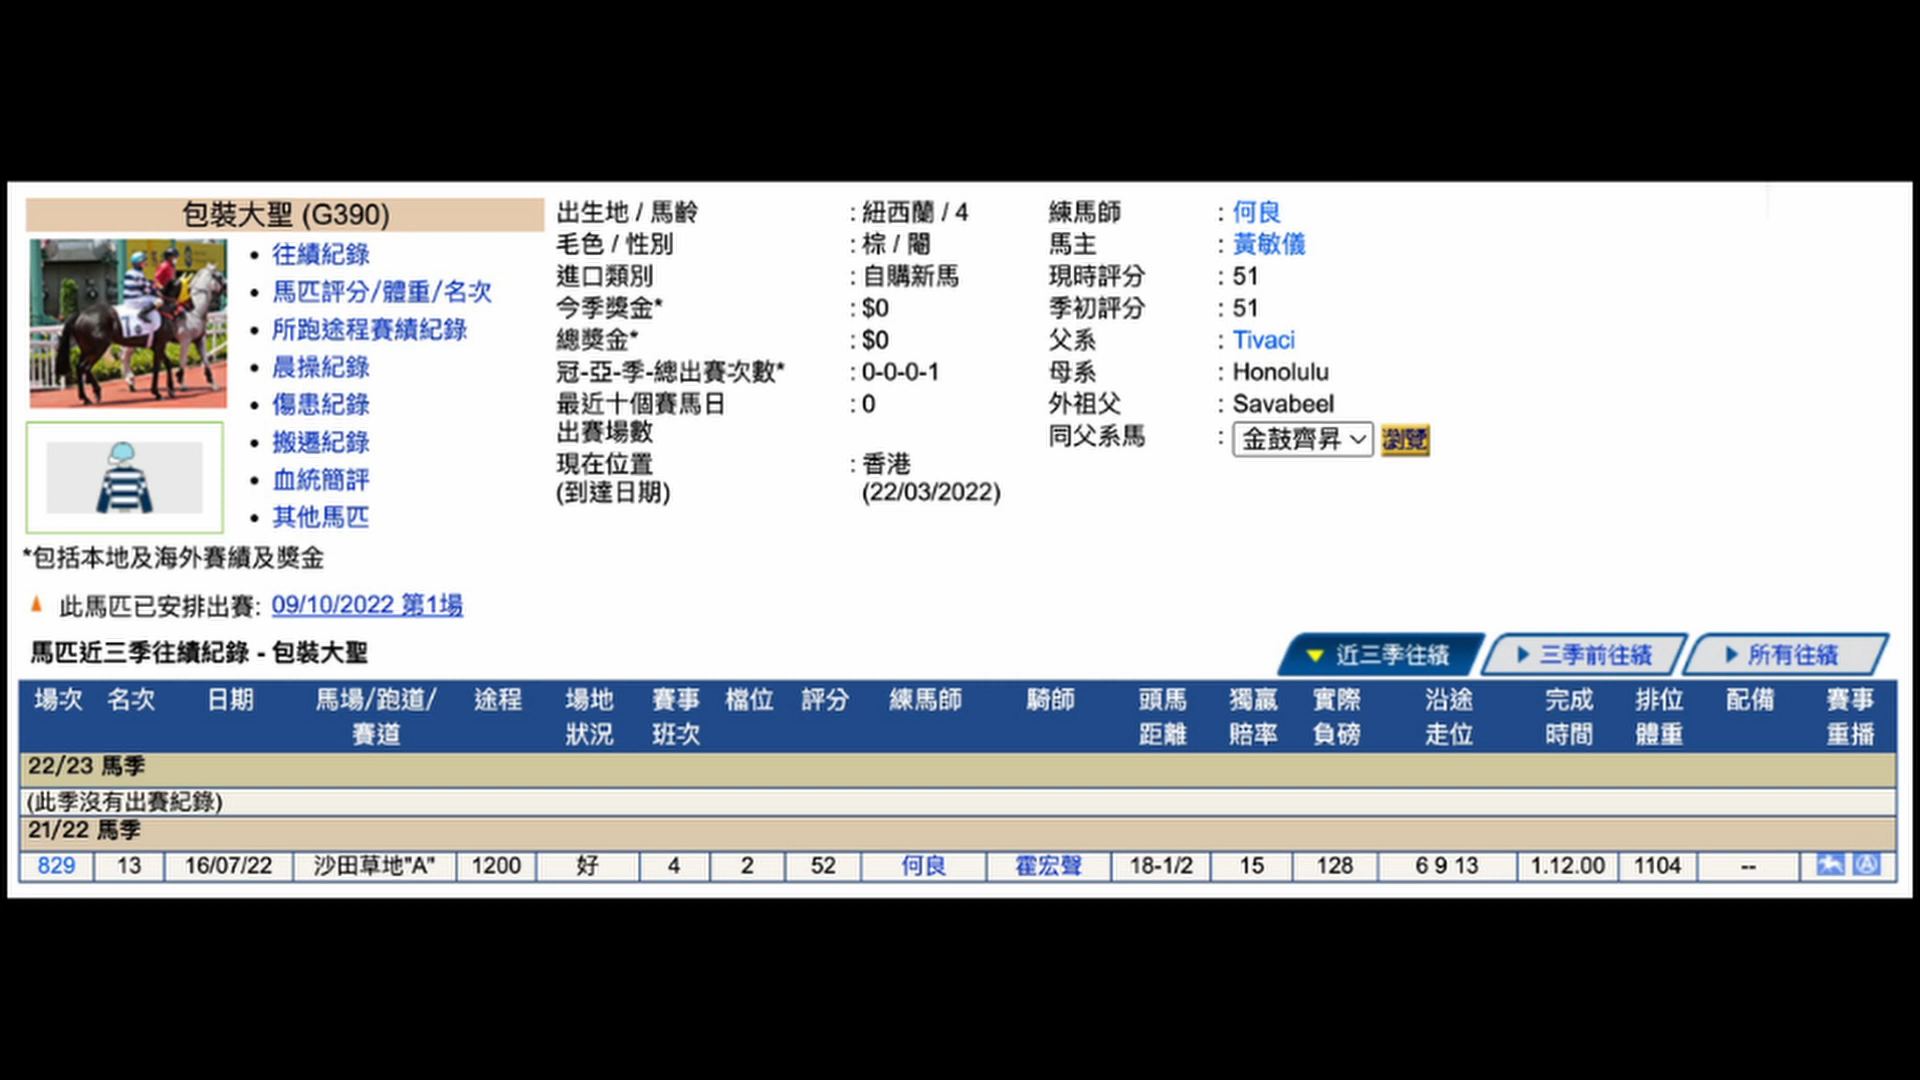 包裝大聖 (G390)
往績紀錄
馬匹評分/體重/名次
所跑途程賽績紀錄
晨操紀錄
傷患紀錄
搬遷紀錄
血統簡評
其他馬匹
*包括本地及海外賽績及獎金
出生地 / 馬齡 : 紐西蘭 / 4
毛色 / 性別 : 棕 / 閹
進口類別 : 自購新馬
今季獎金* : $0
總獎金* : $0
冠-亞-季-總出賽次數* : 0-0-0-1
最近十個賽馬日 : 0
出賽場數
現在位置 : 香港
(到達日期) (22/03/2022)
練馬師 : 何良
馬主 : 黃敏儀
現時評分 : 51
季初評分 : 51
父系 : Tivaci
母系 : Honolulu
外祖父 : Savabeel
同父系馬 : 金鼓齊昇 瀏覽
此馬匹已安排出賽: 09/10/2022 第1場
馬匹近三季往績紀錄 - 包裝大聖
近三季往績 三季前往績 所有往績
場次 名次 日期 馬場/跑道/ 途程 場地 賽事 檔位 評分 練馬師 騎師 頭馬 獨贏 實際 沿途 完成 排位 配備 賽事
賽道 狀況 班次 距離 賠率 負磅 走位 時間 體重 重播
22/23 馬季
(此季沒有出賽紀錄)
21/22 馬季
829 13 16/07/22 沙田草地"A" 1200 好 4 2 52 何良 霍宏聲 18-1/2 15 128 6 9 13 1.12.00 1104 -- A